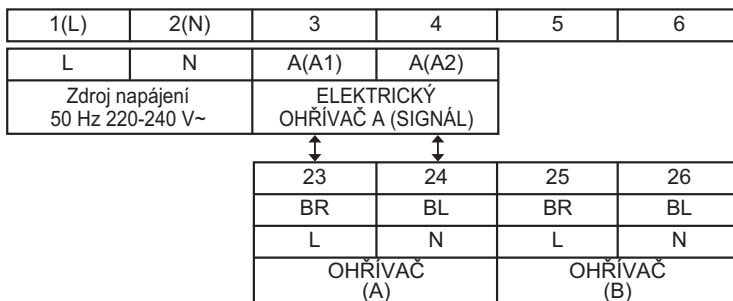 1(L) 2(N) 3 4 5 6
L N A(A1) A(A2)
Zdroj napájení
50 Hz 220-240 V~
ELEKTRICKÝ
OHŘÍVAČ A (SIGNÁL)
23 24 25 26
BR BL BR BL
L N L N
OHŘÍVAČ
(A)
OHŘÍVAČ
(B)